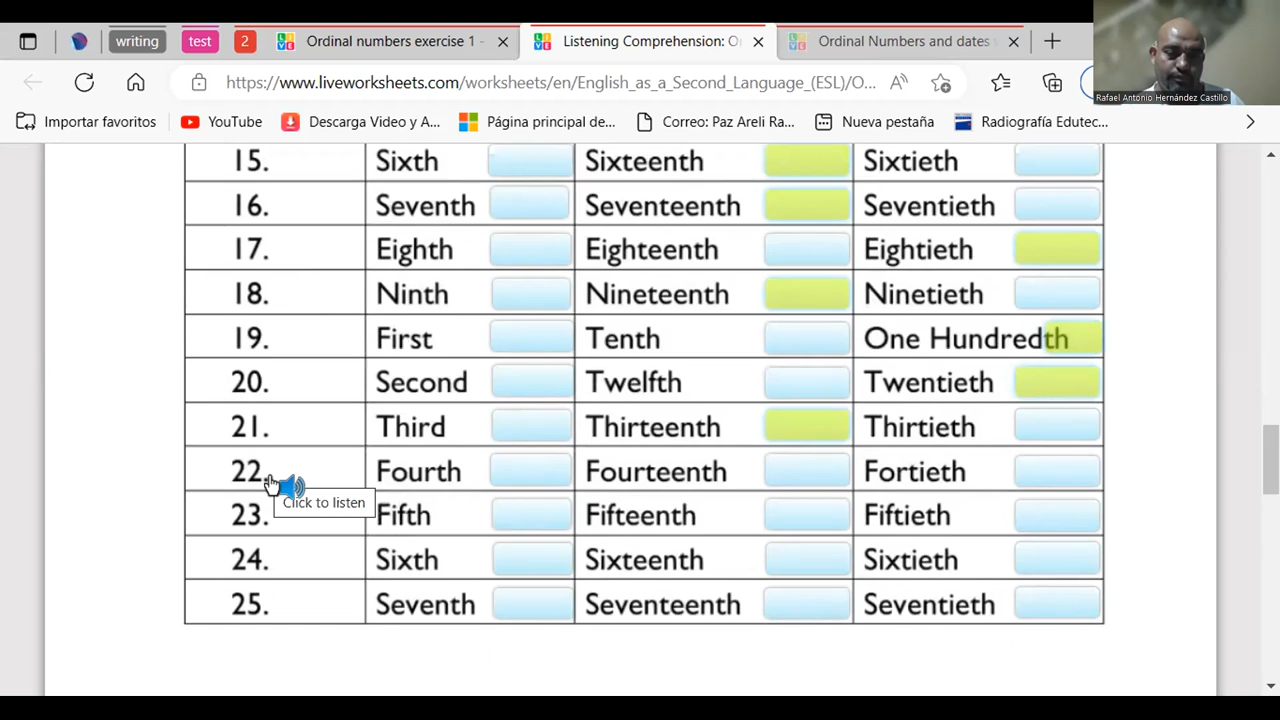 writing
test
2
Ordinal numbers exercise 1 -
Listening Comprehension: O
Ordinal Numbers and dates
https://www.liveworksheets.com/worksheets/en/English_as_a_Second_Language_(ESL)/O...
Rafael Antonio Hernández Castillo
Importar favoritos
YouTube
Descarga Video y A...
Página principal de...
Correo: Paz Areli Ra...
Nueva pestaña
Radiografía Edutec...
15. Sixth Sixteenth Sixtieth
16. Seventh Seventeenth Seventieth
17. Eighth Eighteenth Eightieth
18. Ninth Nineteenth Ninetieth
19. First Tenth One Hundredth
20. Second Twelfth Twentieth
21. Third Thirteenth Thirtieth
22. Fourth Fourteenth Fortieth
Click to listen
23. Fifth Fifteenth Fiftieth
24. Sixth Sixteenth Sixtieth
25. Seventh Seventeenth Seventieth